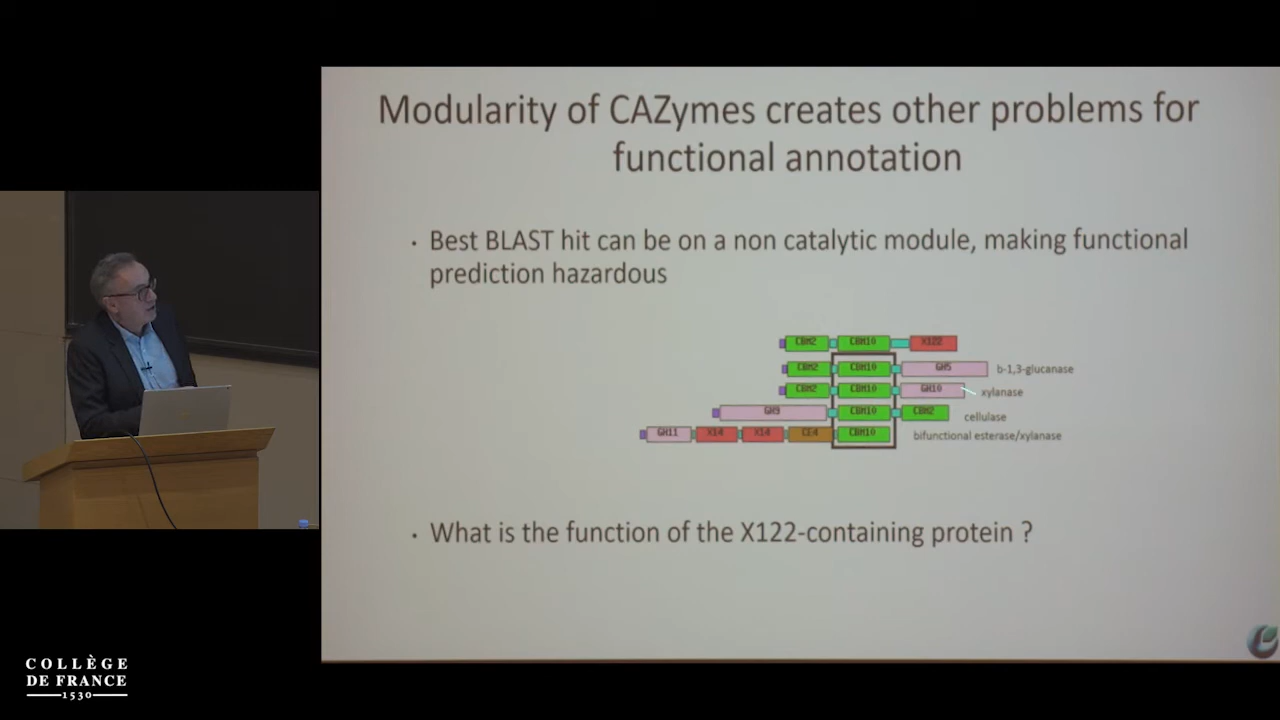 Modularity of CAZymes creates other problems for
functional annotation
· Best BLAST hit can be on a non catalytic module, making functional
prediction hazardous
CBM2 CBM10 X122
CBM2 CBM10 GH5 b-1,3-glucanase
CBM2 CBM10 GH10 xylanase
GH9 CBM10 CBM2 cellulase
GH11 X14 X14 CE4 CBM10 bifunctional esterase/xylanase
· What is the function of the X122-containing protein ?
COLLÈGE
DE FRANCE
1530